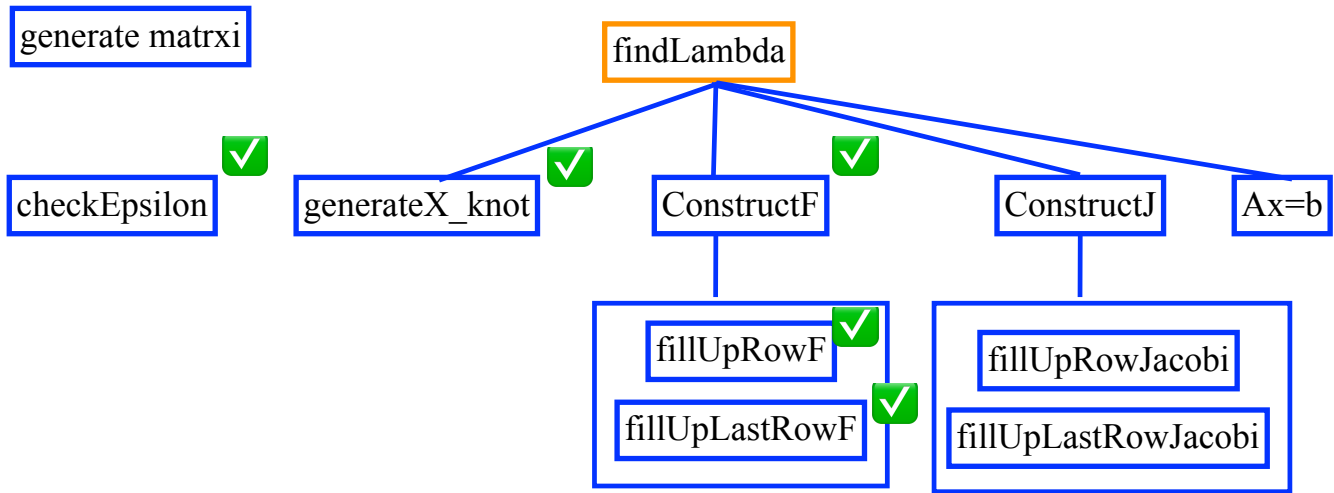 generate matrxi
findLambda
checkEpsilon
generateX_knot
ConstructF
ConstructJ
Ax=b
fillUpRowF
fillUpLastRowF
fillUpRowJacobi
fillUpLastRowJacobi